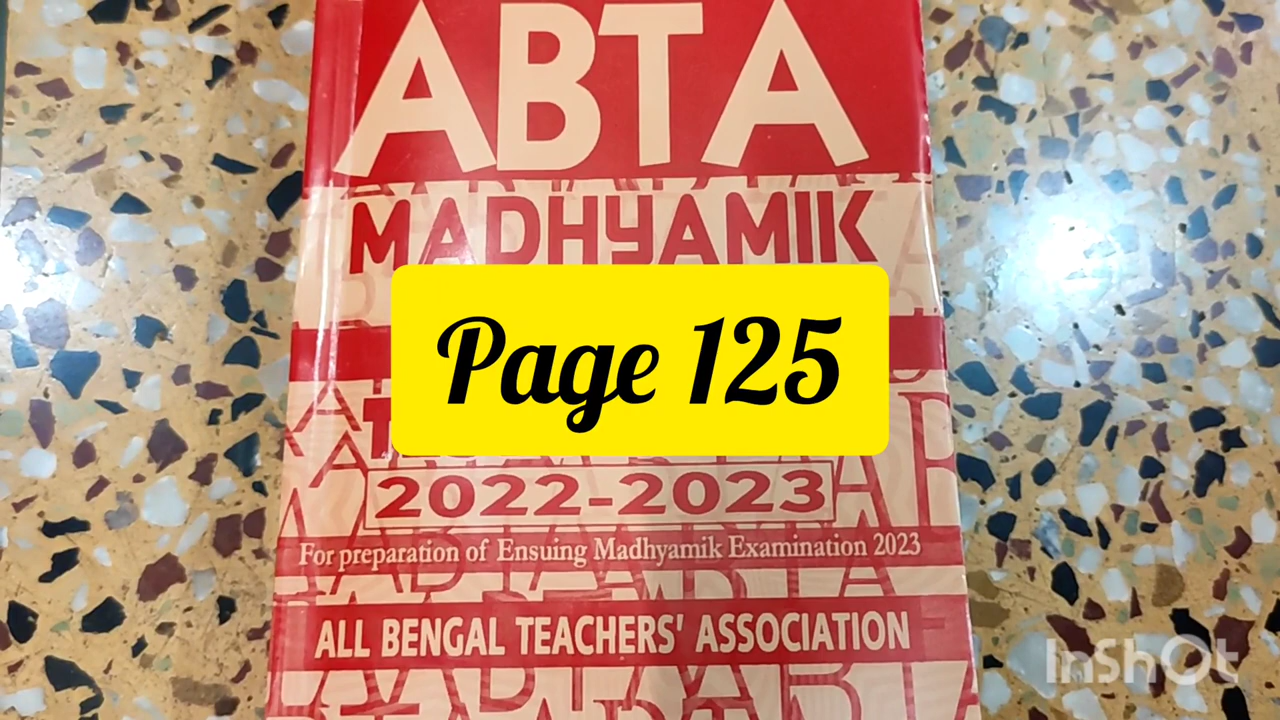 ABTA
MADHYAMIK
Page 125
2022-2023
For preparation of Ensuing Madhyamik Examination 2023
ALL BENGAL TEACHERS' ASSOCIATION
InShOt